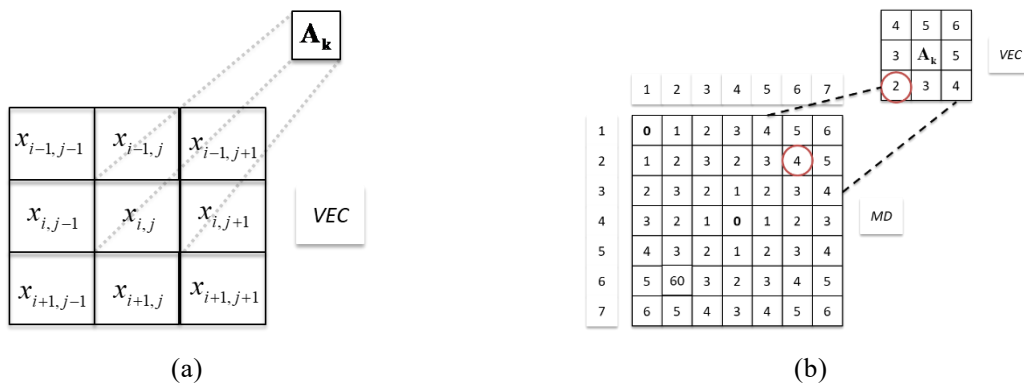 A_k
x_{i-1,j-1} x_{i-1,j} x_{i-1,j+1}
x_{i,j-1} x_{i,j} x_{i,j+1}
VEC
x_{i+1,j-1} x_{i+1,j} x_{i+1,j+1}
(a)
4 5 6
3 A_k 5
VEC
2 3 4
1 2 3 4 5 6 7
1 0 1 2 3 4 5 6
2 1 2 3 2 3 4 5
3 2 3 2 1 2 3 4
4 3 2 1 0 1 2 3
MD
5 4 3 2 1 2 3 4
6 5 60 3 2 3 4 5
7 6 5 4 3 4 5 6
(b)